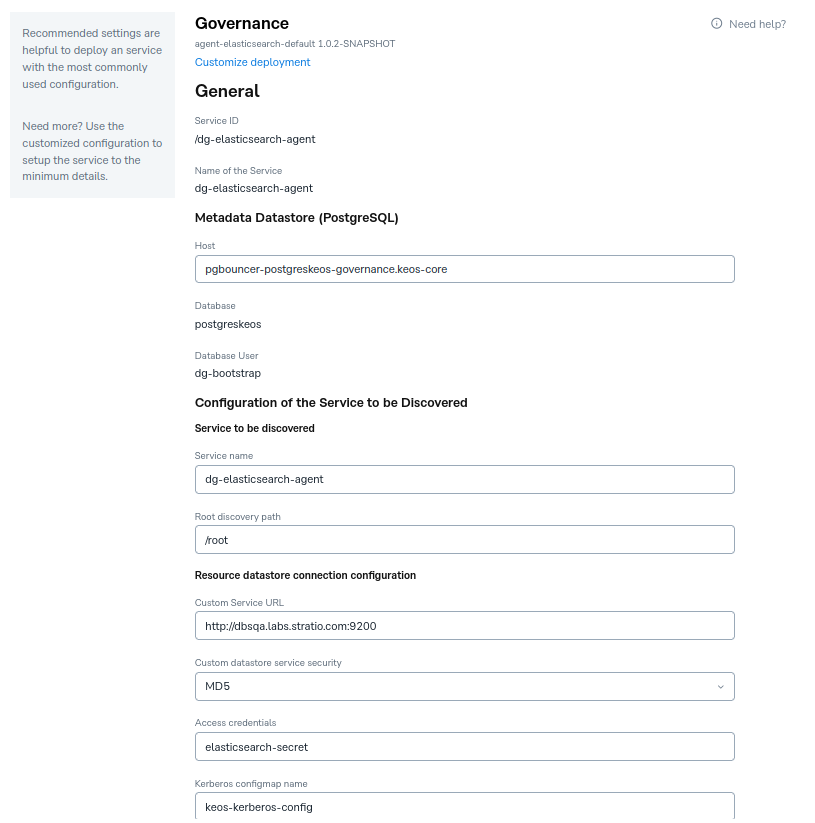 Recommended settings are
helpful to deploy an service
with the most commonly
used configuration.
Need more? Use the
customized configuration to
setup the service to the
minimum details.
Governance
Need help?
agent-elasticsearch-default 1.0.2-SNAPSHOT
Customize deployment
General
Service ID
/dg-elasticsearch-agent
Name of the Service
dg-elasticsearch-agent
Metadata Datastore (PostgreSQL)
Host
pgbouncer-postgreskeos-governance.keos-core
Database
postgreskeos
Database User
dg-bootstrap
Configuration of the Service to be Discovered
Service to be discovered
Service name
dg-elasticsearch-agent
Root discovery path
/root
Resource datastore connection configuration
Custom Service URL
http://dbsqa.labs.stratio.com:9200
Custom datastore service security
MD5
Access credentials
elasticsearch-secret
Kerberos configmap name
keos-kerberos-config